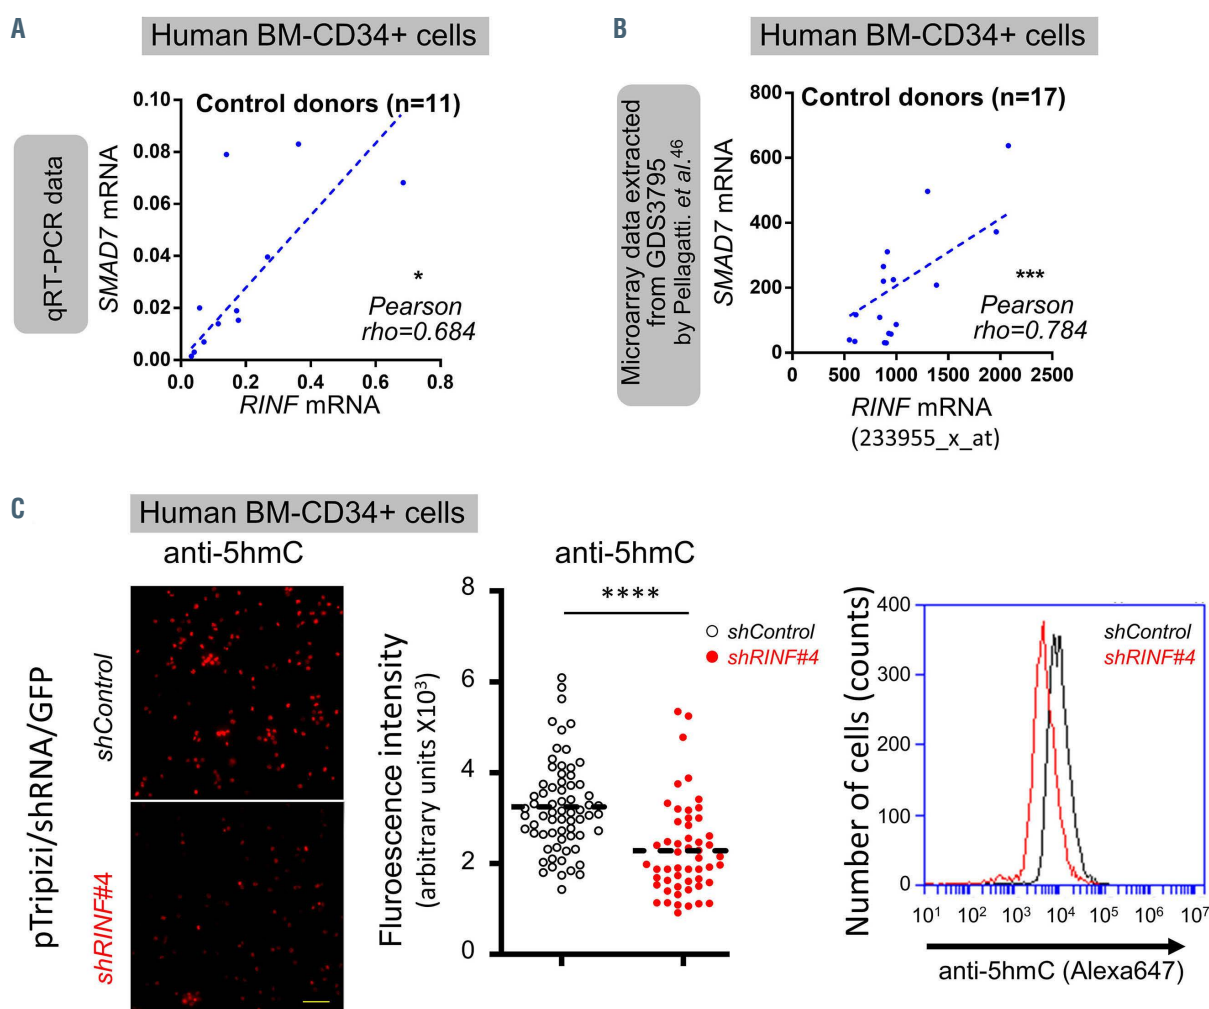 A
Human BM-CD34+ cells
qRT-PCR data
SMAD7 mRNA
0.10
0.08
0.06
0.04
0.02
0.00
Control donors (n=11)
*
Pearson
rho=0.684
0.0 0.2 0.4 0.6 0.8
RINF mRNA
B
Human BM-CD34+ cells
Microarray data extracted
from GDS3795
by Pellagatti. et al.46
SMAD7 mRNA
800
600
400
200
0
Control donors (n=17)
***
Pearson
rho=0.784
0 500 1000 1500 2000 2500
RINF mRNA
(233955_x_at)
C
Human BM-CD34+ cells
anti-5hmC
pTripizi/shRNA/GFP
shControl
shRINF#4
anti-5hmC
****
Fluroescence intensity
(arbitrary units X10³)
8
6
4
2
0
shControl
shRINF#4
Number of cells (counts)
400
300
200
100
0
shControl
shRINF#4
10¹ 10² 10³ 10⁴ 10⁵ 10⁶ 10⁷
anti-5hmC (Alexa647)